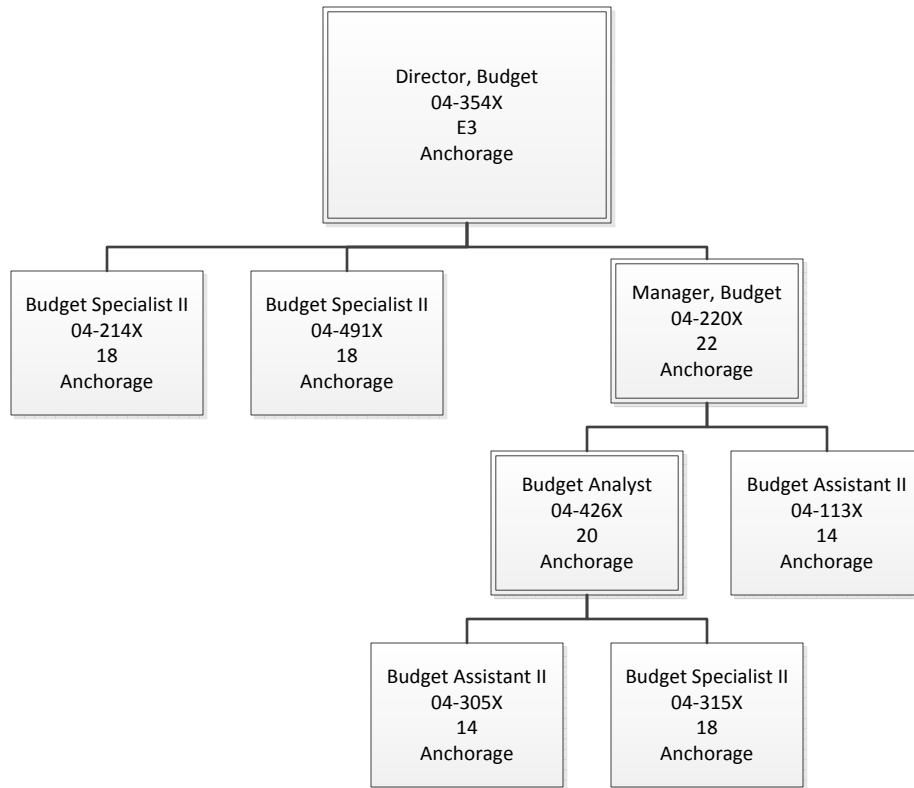 Director, Budget
04-354X
E3
Anchorage
Budget Specialist II
04-214X
18
Anchorage
Budget Specialist II
04-491X
18
Anchorage
Manager, Budget
04-220X
22
Anchorage
Budget Analyst
04-426X
20
Anchorage
Budget Assistant II
04-113X
14
Anchorage
Budget Assistant II
04-305X
14
Anchorage
Budget Specialist II
04-315X
18
Anchorage